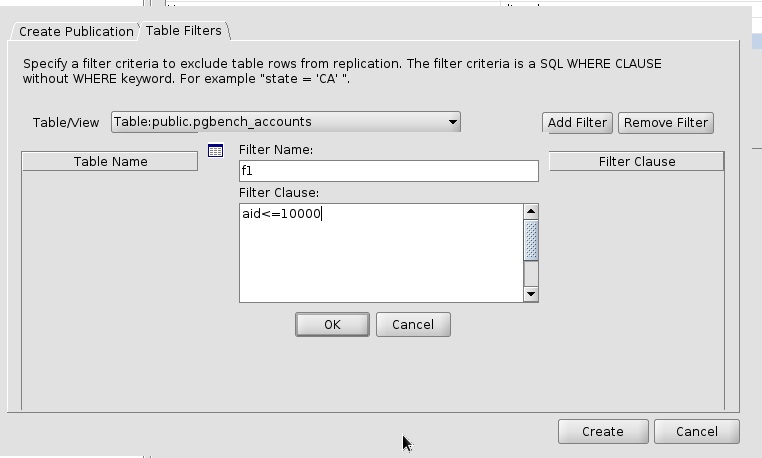 Create Publication Table Filters
Specify a filter criteria to exclude table rows from replication. The filter criteria is a SQL WHERE CLAUSE
without WHERE keyword. For example "state = 'CA' ".
Table/View Table:public.pgbench_accounts Add Filter Remove Filter
Table Name Filter Name: Filter Clause
f1
Filter Clause:
aid<=10000
OK Cancel
Create Cancel